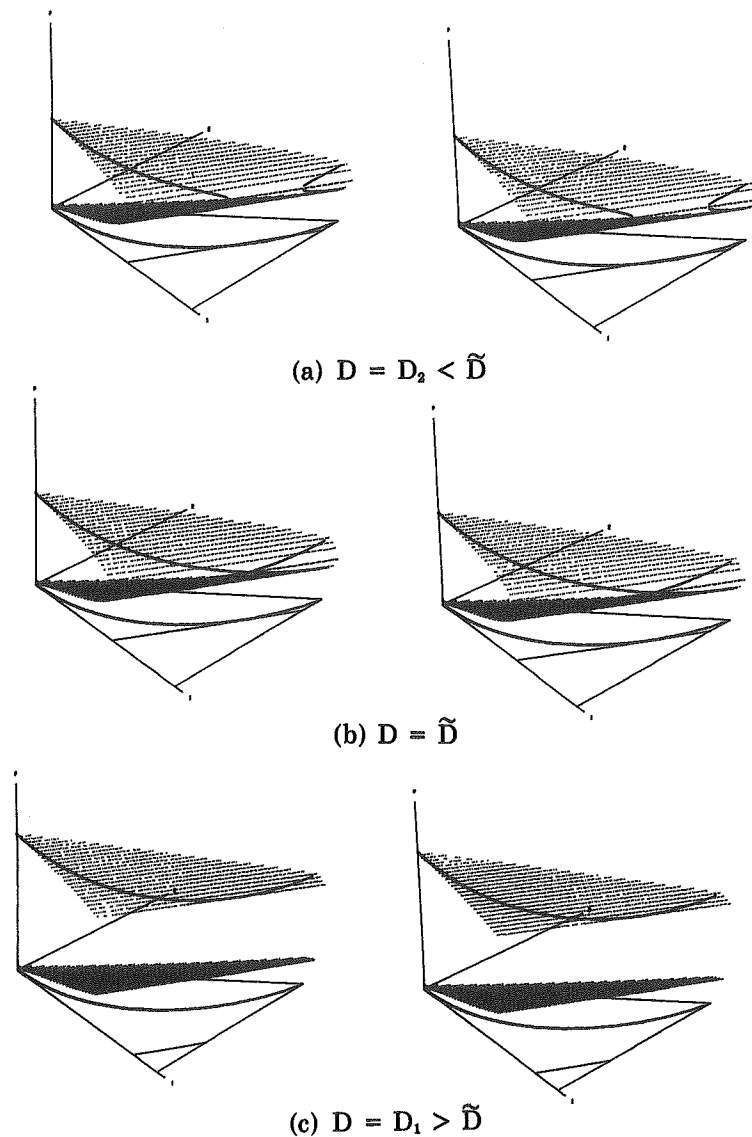 (a) D = D₂ < D̃
(b) D = D̃
(c) D = D₁ > D̃